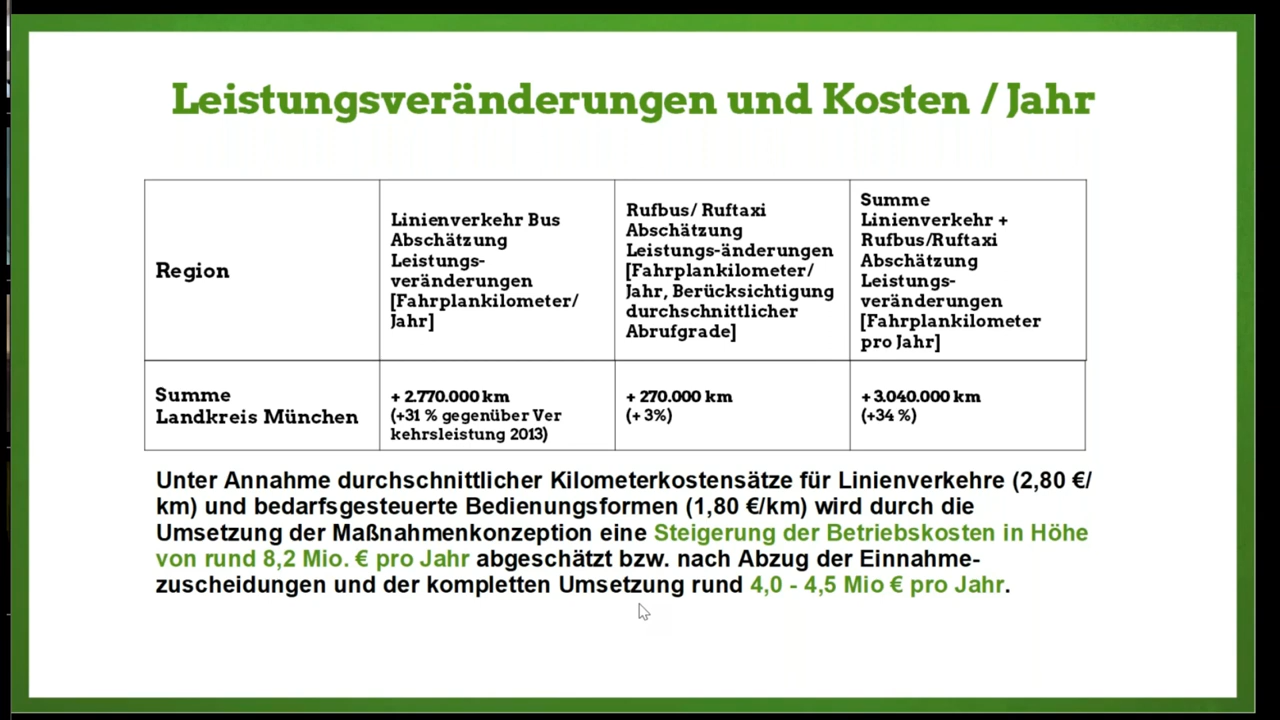 Leistungsveränderungen und Kosten / Jahr
Region
Linienverkehr Bus
Abschätzung
Leistungs-
veränderungen
[Fahrplankilometer/
Jahr]
Rufbus/ Ruftaxi
Abschätzung
Leistungs-änderungen
[Fahrplankilometer/
Jahr, Berücksichtigung
durchschnittlicher
Abrufgrade]
Summe
Linienverkehr +
Rufbus/Ruftaxi
Abschätzung
Leistungs-
veränderungen
[Fahrplankilometer
pro Jahr]
Summe
Landkreis München
+ 2.770.000 km
(+31 % gegenüber Ver
kehrsleistung 2013)
+ 270.000 km
(+ 3%)
+ 3.040.000 km
(+34 %)
Unter Annahme durchschnittlicher Kilometerkostensätze für Linienverkehre (2,80 €/
km) und bedarfsgesteuerte Bedienungsformen (1,80 €/km) wird durch die
Umsetzung der Maßnahmenkonzeption eine Steigerung der Betriebskosten in Höhe
von rund 8,2 Mio. € pro Jahr abgeschätzt bzw. nach Abzug der Einnahme-
zuscheidungen und der kompletten Umsetzung rund 4,0 - 4,5 Mio € pro Jahr.